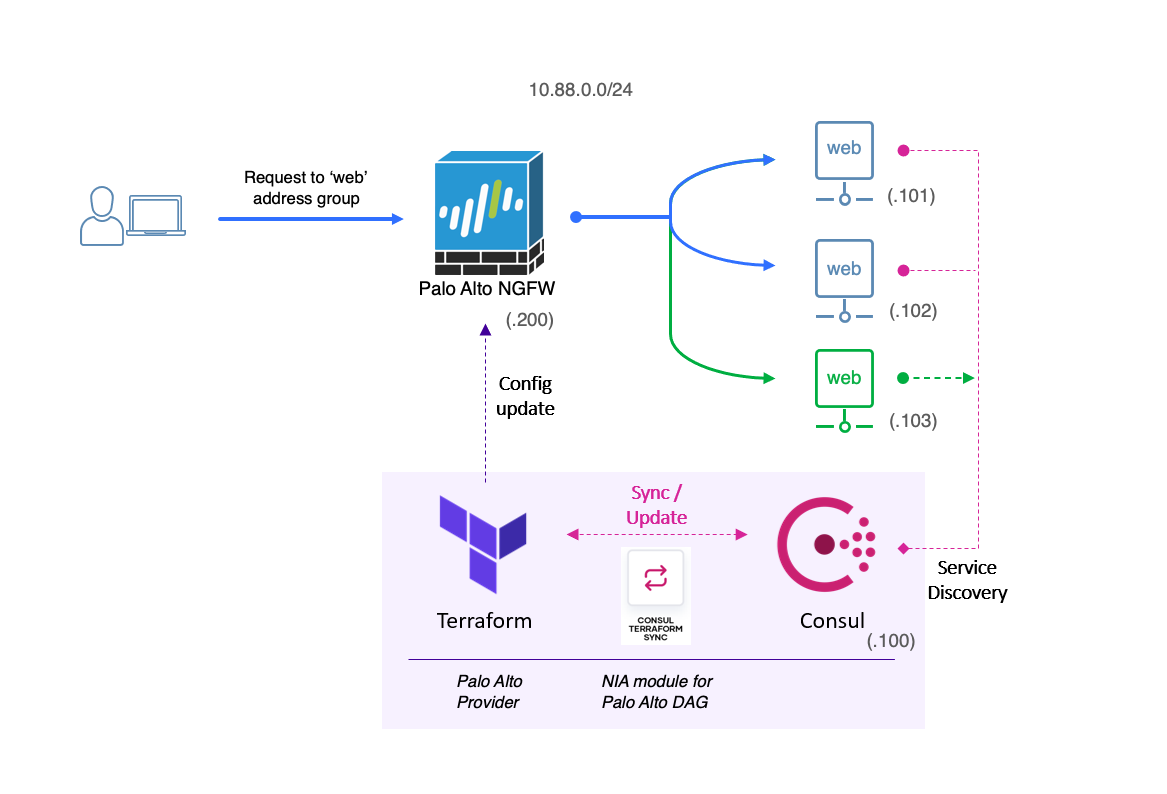 10.88.0.0/24
Request to ‘web’
address group
Palo Alto NGFW
(.200)
web
(.101)
web
(.102)
web
(.103)
Config
update
Sync /
Update
CONSUL
TERRAFORM
SYNC
Terraform
Consul
(.100)
Service
Discovery
Palo Alto
Provider
NIA module for
Palo Alto DAG